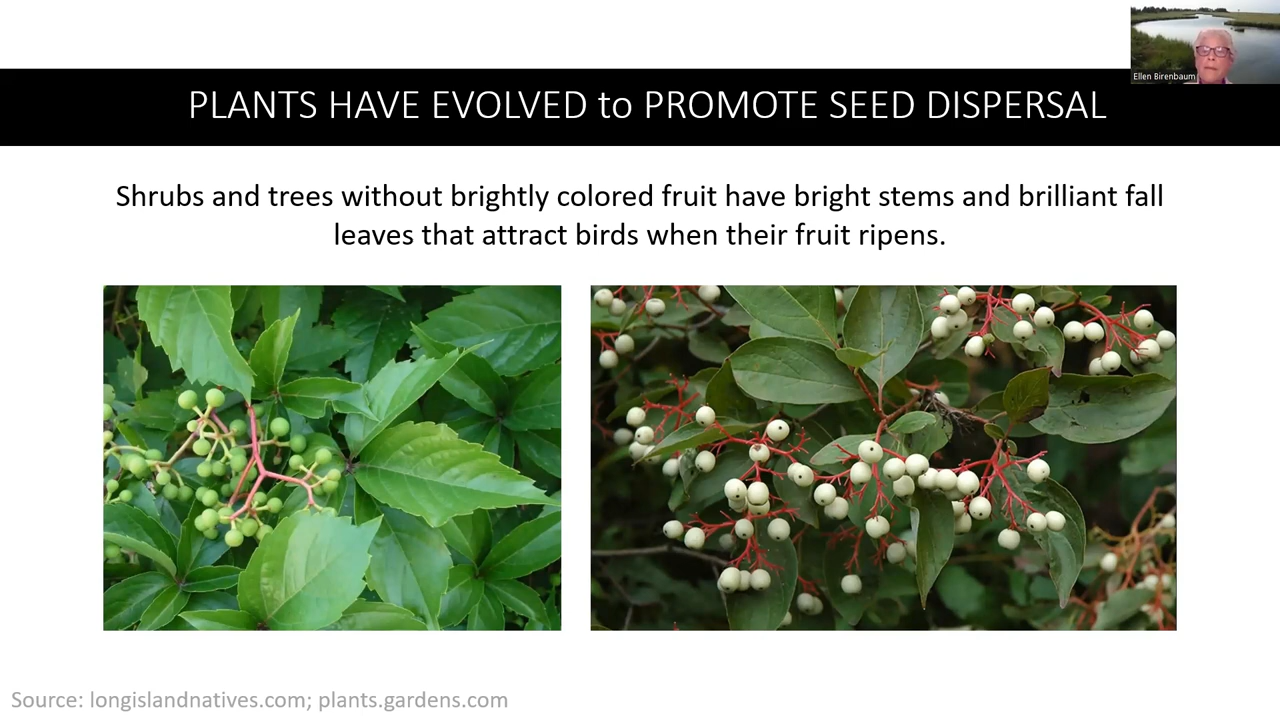 Ellen Birenbaum
PLANTS HAVE EVOLVED to PROMOTE SEED DISPERSAL
Shrubs and trees without brightly colored fruit have bright stems and brilliant fall
leaves that attract birds when their fruit ripens.
Source: longislandnatives.com; plants.gardens.com